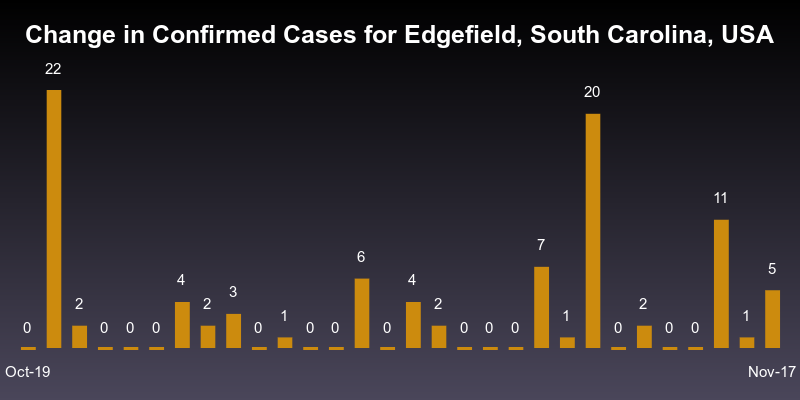 Change in Confirmed Cases for Edgefield, South Carolina, USA
0 22 2 0 0 0 4 2 3 0 1 0 0 6 0 4 2 0 0 0 7 1 20 0 2 0 0 11 1 5
Oct-19 Nov-17